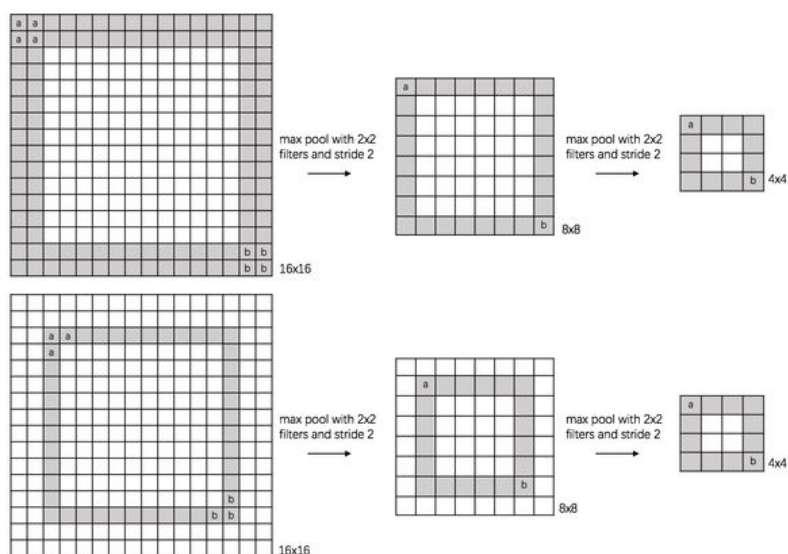 a a
a a
a
max pool with 2x2
filters and stride 2
max pool with 2x2
filters and stride 2
a
b
4x4
b
8x8
b b
b b
16x16
a a
a
a
max pool with 2x2
filters and stride 2
max pool with 2x2
filters and stride 2
a
b
4x4
b
8x8
b
b b
16x16